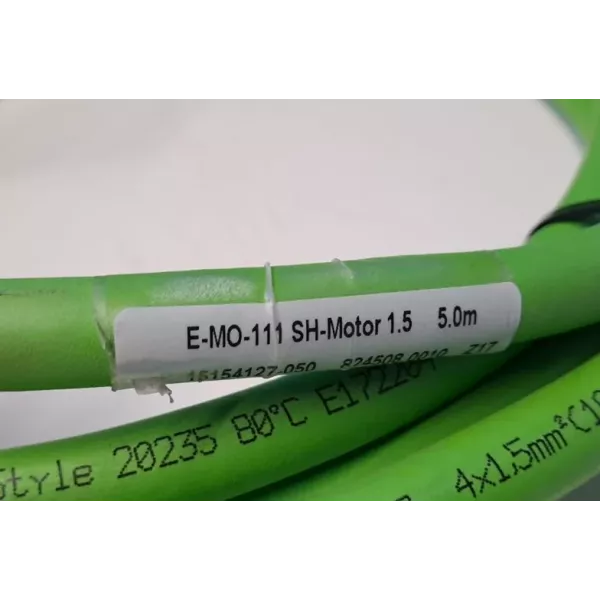 E-MO-111 SH-Motor 1.5 5.0m
15154127-050 824508-0010 Z17
Style 20235 80°C
4x1,5mm²